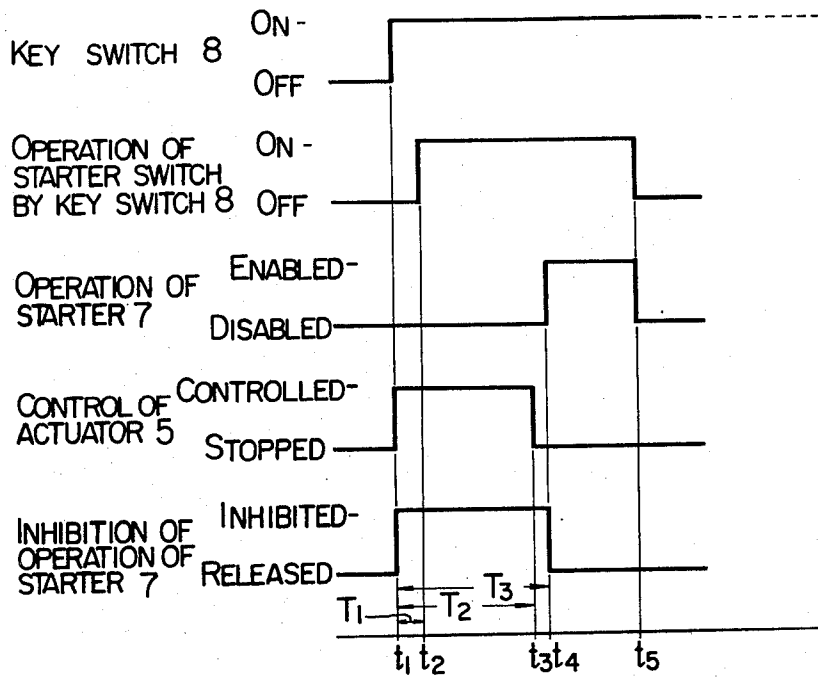 KEY SWITCH 8
ON -
OFF
OPERATION OF
STARTER SWITCH
BY KEY SWITCH 8
ON -
OFF
OPERATION OF
STARTER 7
ENABLED-
DISABLED
CONTROL OF
ACTUATOR 5
CONTROLLED-
STOPPED
INHIBITION OF
OPERATION OF
STARTER 7
INHIBITED-
RELEASED
T3
T1 T2
t1 t2 t3 t4 t5